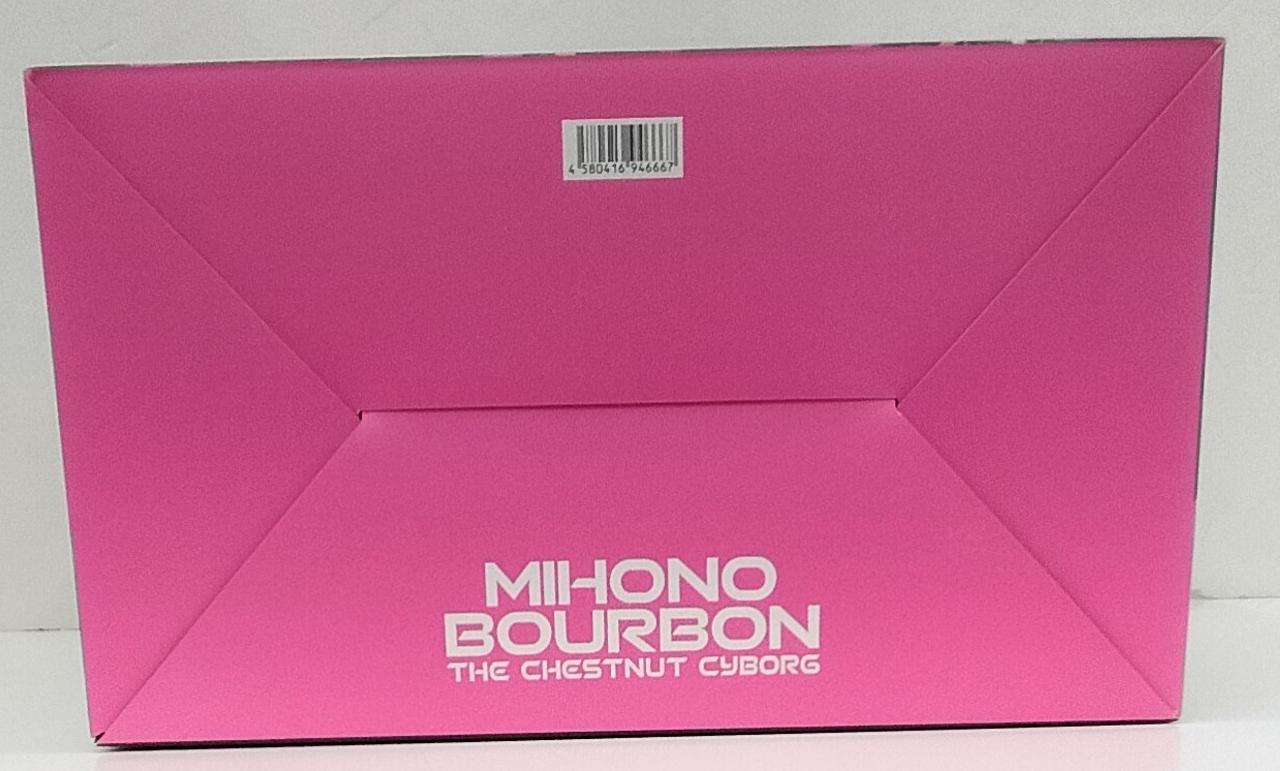 4 580416 946667
MIHONO
BOURBON
THE CHESTNUT CYBORG